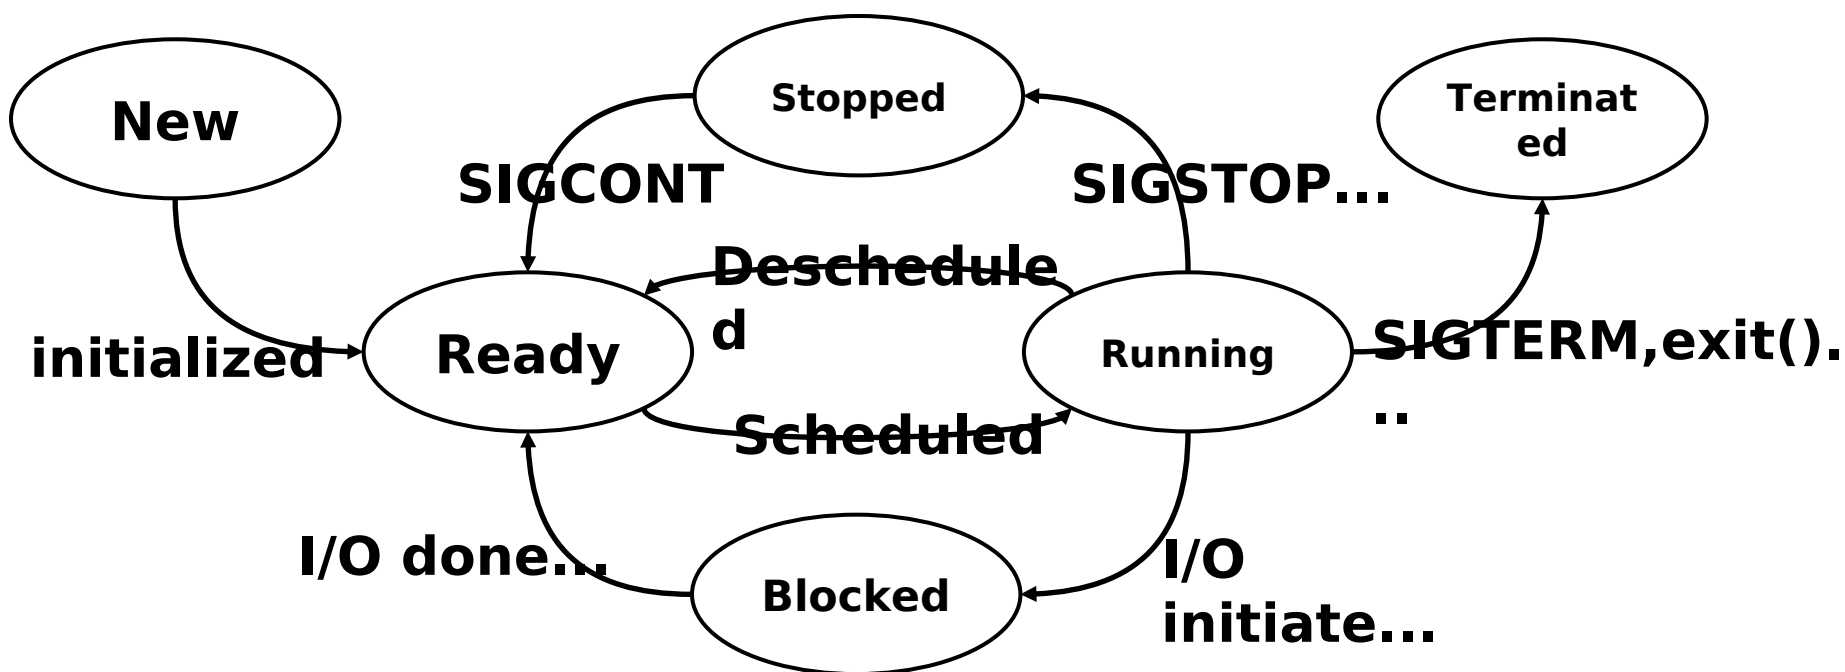 New
Stopped
Terminat
ed
SIGCONT
SIGSTOP...
Deschedule
d
initialized
Ready
Running
SIGTERM,exit().
..
Scheduled
I/O done...
Blocked
I/O
initiate...